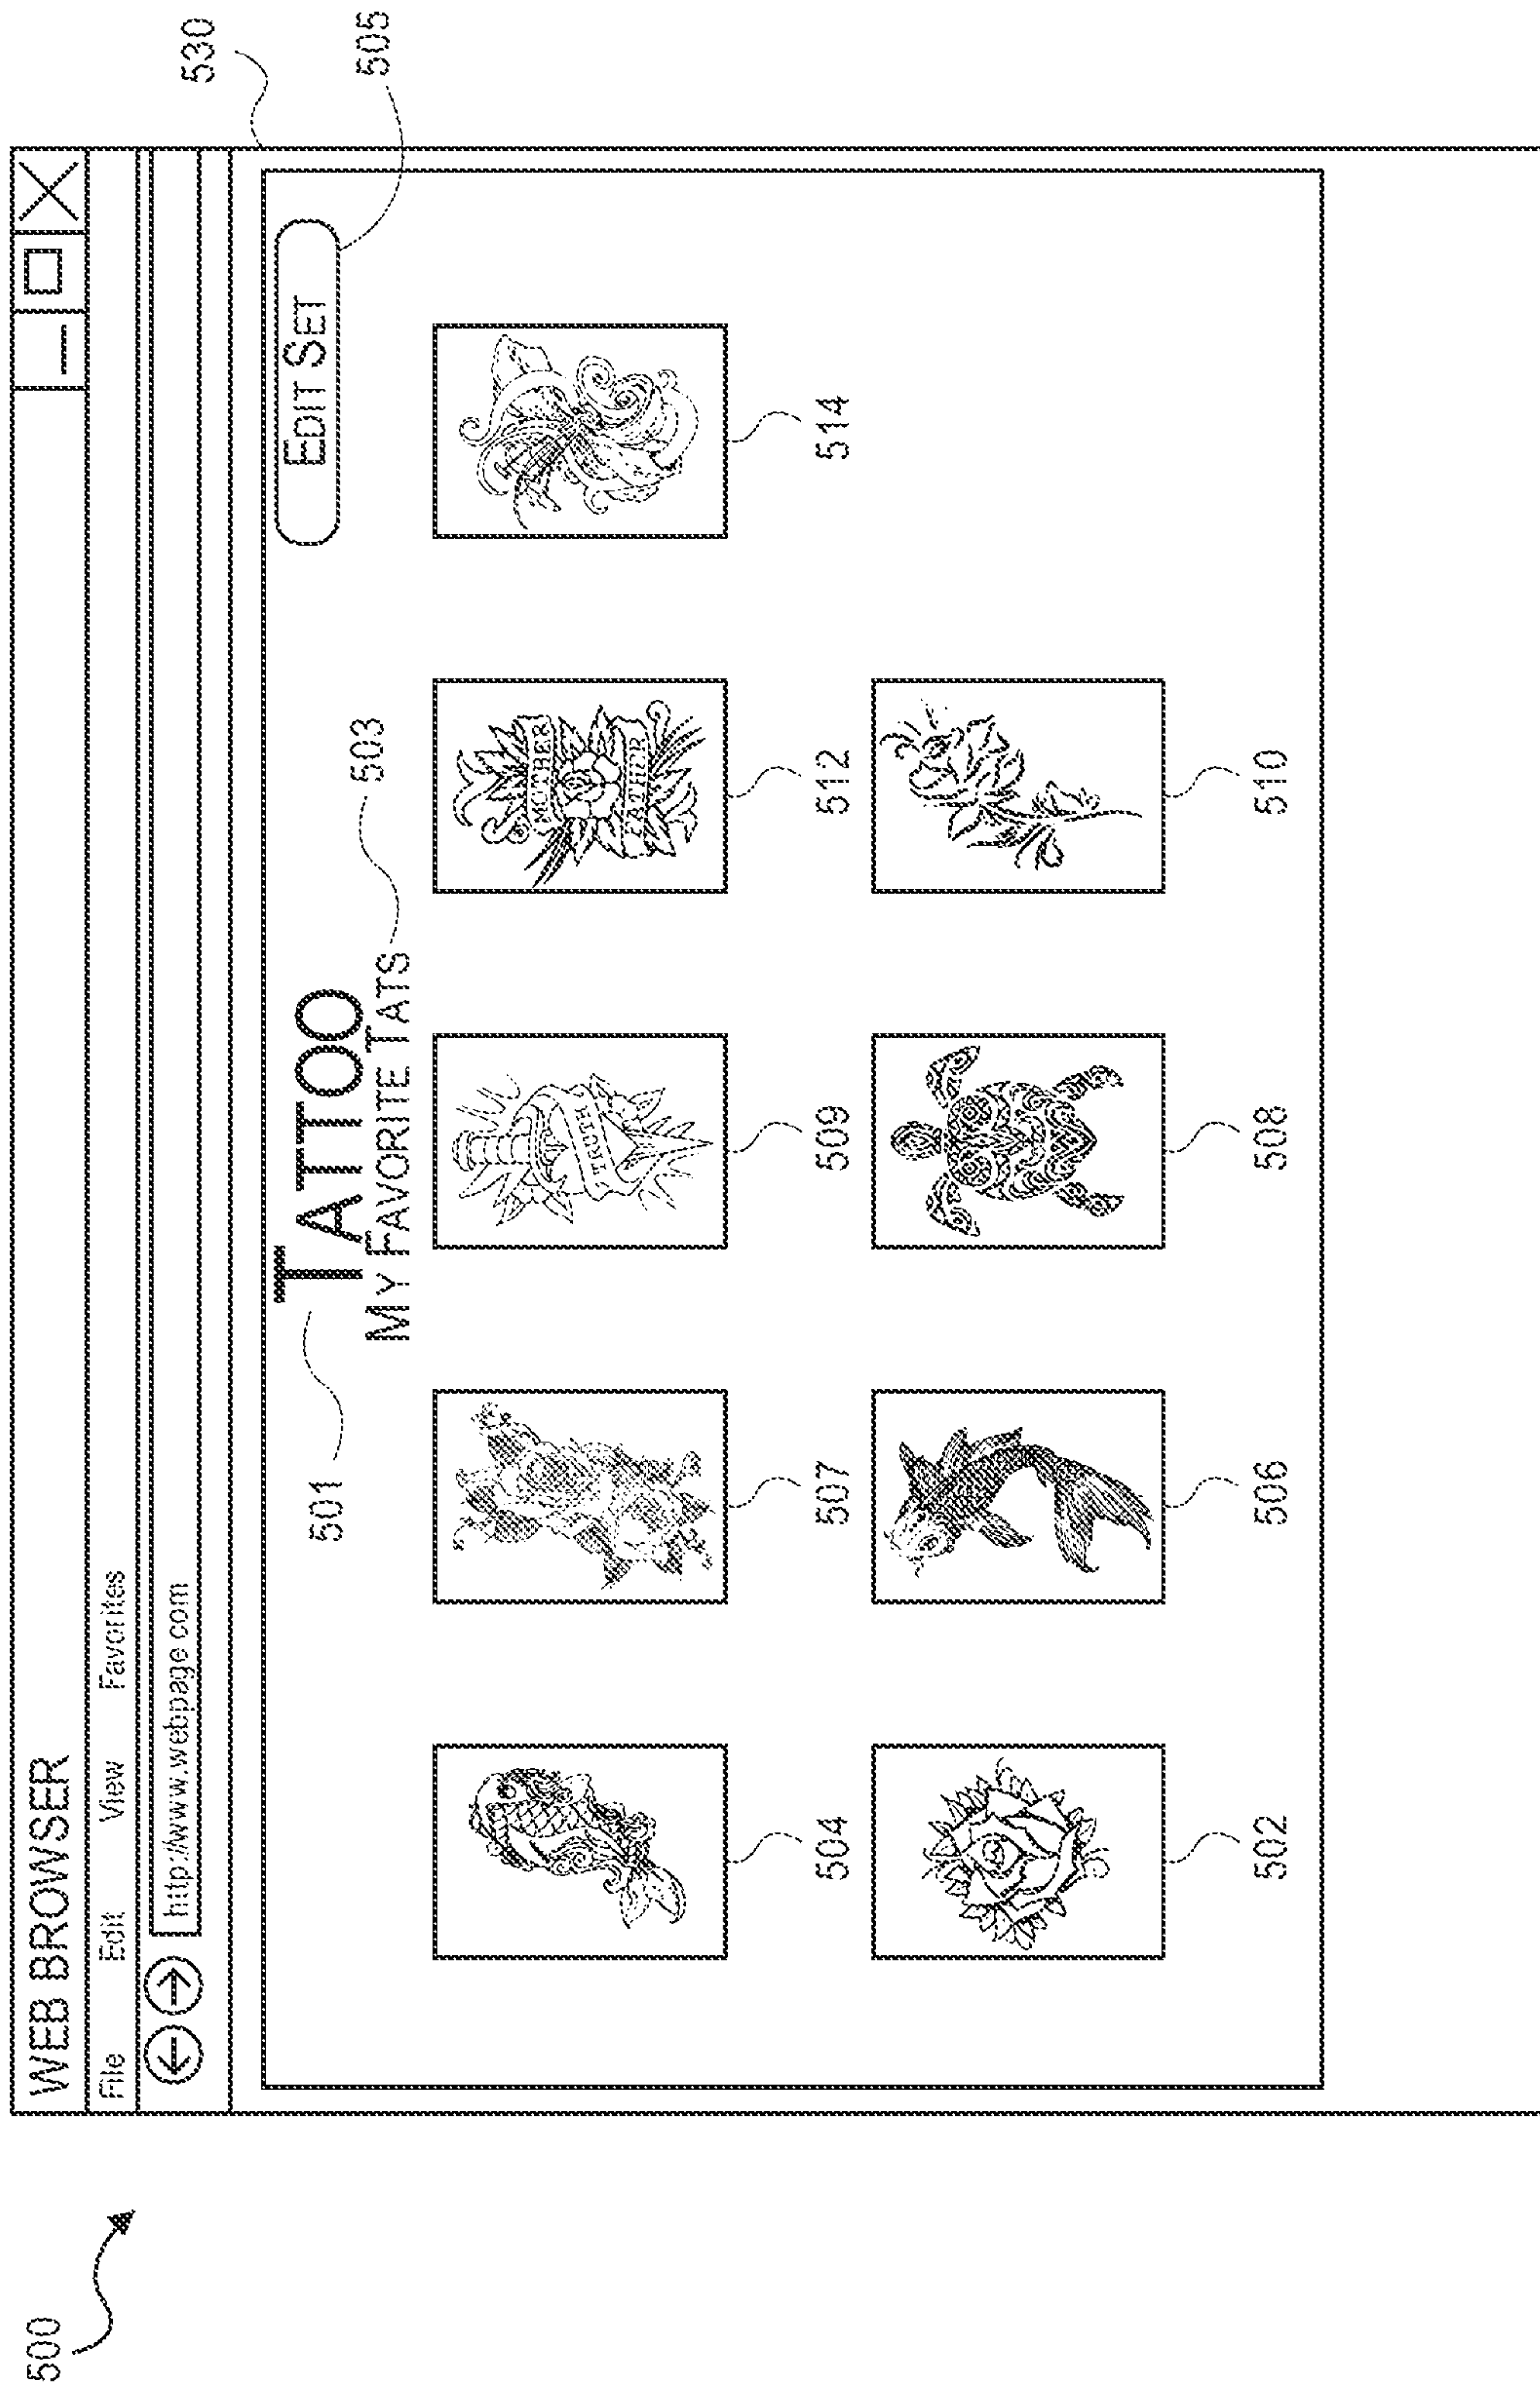 500
WEB BROWSER
File Edit View Favorites
http://www.webpage.com
530
501
TATTOO
EDIT SET
505
MY FAVORITE TATS
503
TRUTH
MOTHER
FATHER
504
507
509
512
514
502
506
508
510